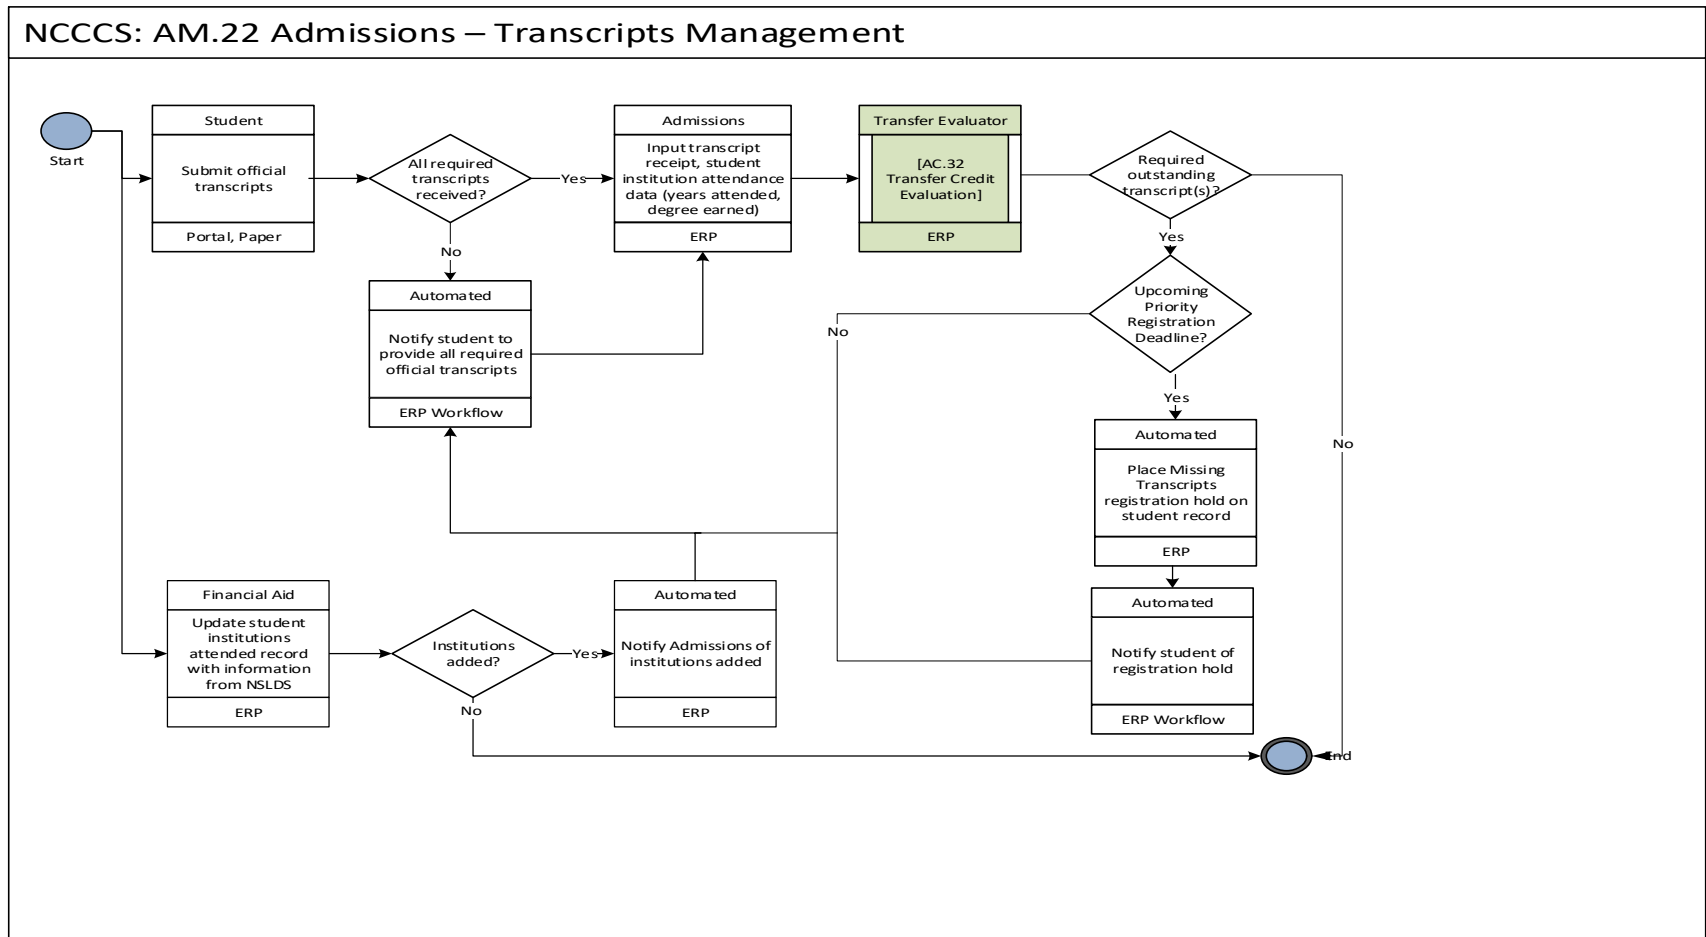 NCCCS: AM.22 Admissions – Transcripts Management
Start
Student
Submit official
transcripts
Portal, Paper
All required
transcripts
received?
Yes
No
Admissions
Input transcript
receipt, student
institution attendance
data (years attended,
degree earned)
ERP
Transfer Evaluator
[AC.32
Transfer Credit
Evaluation]
ERP
Required
outstanding
transcript(s)?
Yes
No
Automated
Notify student to
provide all required
official transcripts
ERP Workflow
Upcoming
Priority
Registration
Deadline?
No
Yes
Automated
Place Missing
Transcripts
registration hold on
student record
ERP
Financial Aid
Update student
institutions
attended record
with information
from NSLDS
ERP
Institutions
added?
Yes
No
Automated
Notify Admissions of
institutions added
ERP
Automated
Notify student of
registration hold
ERP Workflow
End